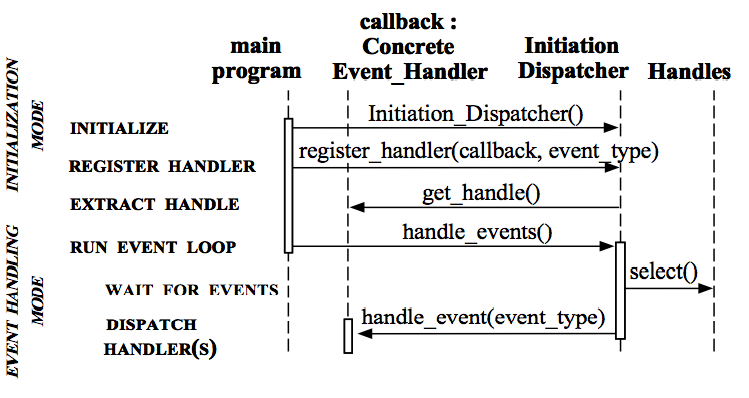 callback :
main Concrete Initiation
program Event_Handler Dispatcher Handles
INITIALIZATION
MODE
INITIALIZE Initiation_Dispatcher()
REGISTER HANDLER register_handler(callback, event_type)
EXTRACT HANDLE get_handle()
EVENT HANDLING
MODE
RUN EVENT LOOP handle_events()
WAIT FOR EVENTS select()
DISPATCH handle_event(event_type)
HANDLER(S)